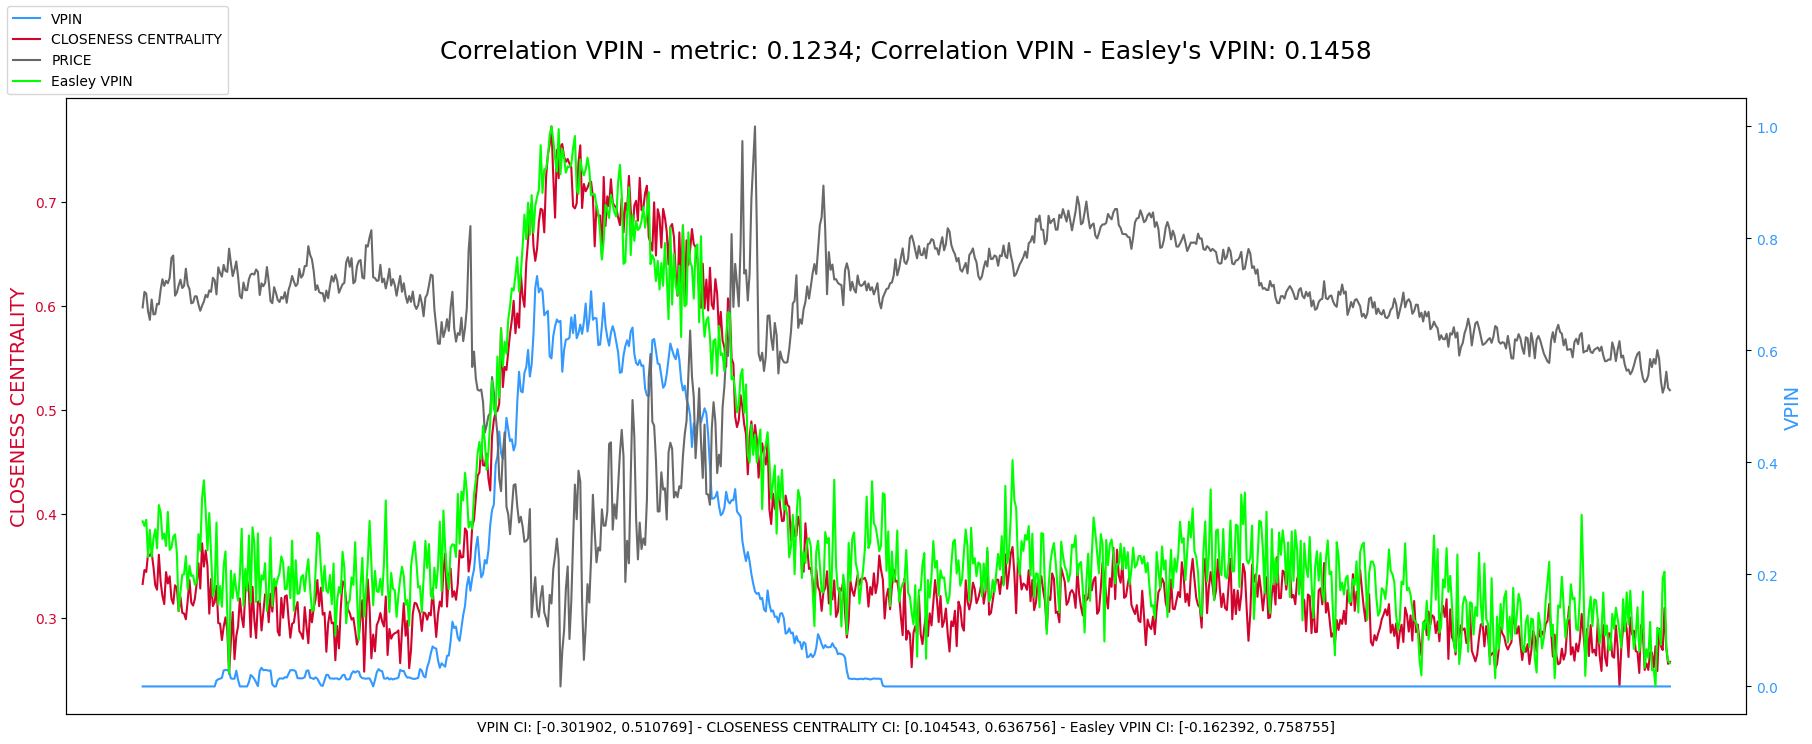 VPIN
CLOSENESS CENTRALITY
PRICE
Easley VPIN
Correlation VPIN - metric: 0.1234; Correlation VPIN - Easley's VPIN: 0.1458
CLOSENESS CENTRALITY
0.7
0.6
0.5
0.4
0.3
1.0
0.8
0.6
0.4
0.2
0.0
VPIN
VPIN CI: [-0.301902, 0.510769] - CLOSENESS CENTRALITY CI: [0.104543, 0.636756] - Easley VPIN CI: [-0.162392, 0.758755]